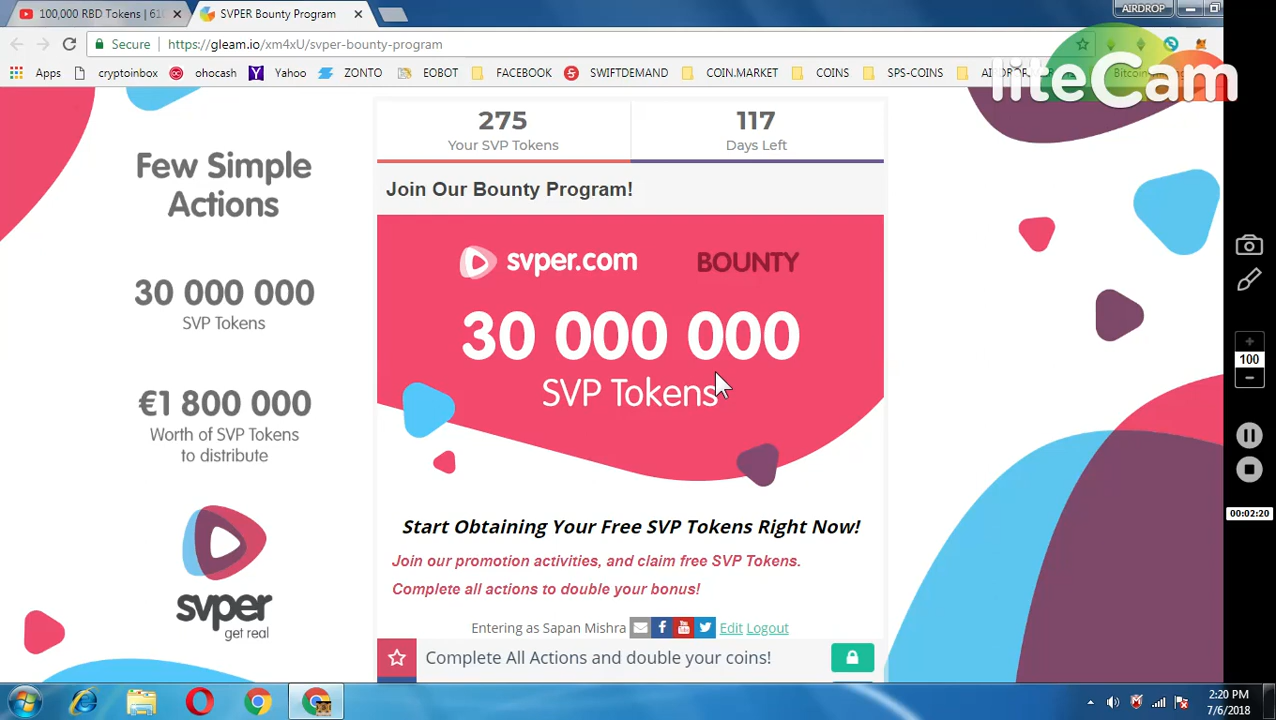 100,000 RBD Tokens | 61
SVPER Bounty Program
AIRDROP
Secure
https://gleam.io/xm4xU/svper-bounty-program
Apps
cryptoinbox
ohocash
Yahoo
EOBOT
FACEBOOK
SWIFTDEMAND
COIN.MARKET
COINS
SPS-COINS
liteCam
275
Your SVP Tokens
117
Days Left
Join Our Bounty Program!
Few Simple
Actions
30 000 000
SVP Tokens
€1 800 000
Worth of SVP Tokens
to distribute
svper
get real
svper.com
BOUNTY
30 000 000
SVP Tokens
Start Obtaining Your Free SVP Tokens Right Now!
Join our promotion activities, and claim free SVP Tokens.
Complete all actions to double your bonus!
Entering as Sapan Mishra
Edit Logout
Complete All Actions and double your coins!
100
00:02:20
2:20 PM
7/6/2018